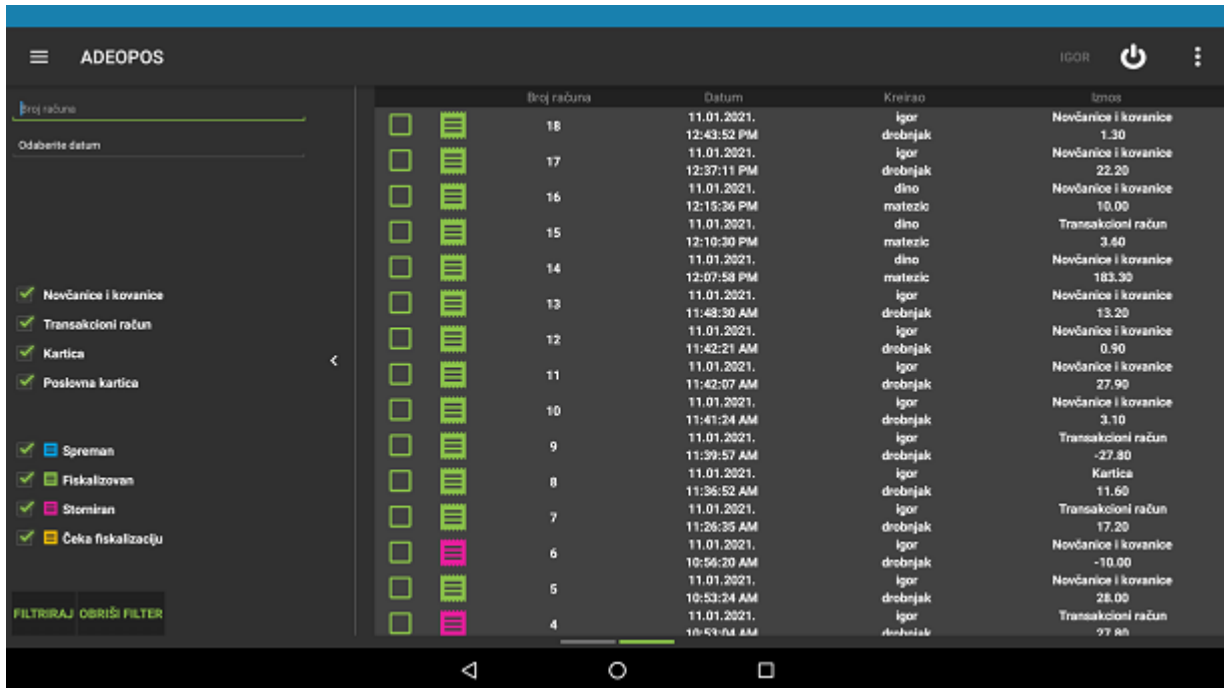 ADEOPOS
IGOR
Broj računa
Odaberite datum
Novčanice i kovanice
Transakcioni račun
Kartica
Poslovna kartica
Spreman
Fiskalizovan
Storniran
Čeka fiskalizaciju
FILTRIRAJ OBRIŠI FILTER
Broj računa Datum Kreirao Iznos
11.01.2021. igor Novčanice i kovanice
18
12:43:52 PM drobnjak 1.30
11.01.2021. igor Novčanice i kovanice
17
12:37:11 PM drobnjak 22.20
11.01.2021. dino Novčanice i kovanice
16
12:15:36 PM matezic 10.00
11.01.2021. dino Transakcioni račun
15
12:10:30 PM matezic 3.60
11.01.2021. dino Novčanice i kovanice
14
12:07:58 PM matezic 183.30
11.01.2021. igor Novčanice i kovanice
13
11:48:30 AM drobnjak 13.20
11.01.2021. igor Novčanice i kovanice
12
11:42:21 AM drobnjak 0.90
11.01.2021. igor Novčanice i kovanice
11
11:42:07 AM drobnjak 27.90
11.01.2021. igor Novčanice i kovanice
10
11:41:24 AM drobnjak 3.10
11.01.2021. igor Transakcioni račun
9
11:39:57 AM drobnjak -27.80
11.01.2021. igor Kartica
8
11:36:52 AM drobnjak 11.60
11.01.2021. igor Transakcioni račun
7
11:26:35 AM drobnjak 17.20
11.01.2021. igor Novčanice i kovanice
6
10:56:20 AM drobnjak -10.00
11.01.2021. igor Novčanice i kovanice
5
10:53:24 AM drobnjak 28.00
11.01.2021. igor Transakcioni račun
4
10:53:04 AM drobnjak 27.80